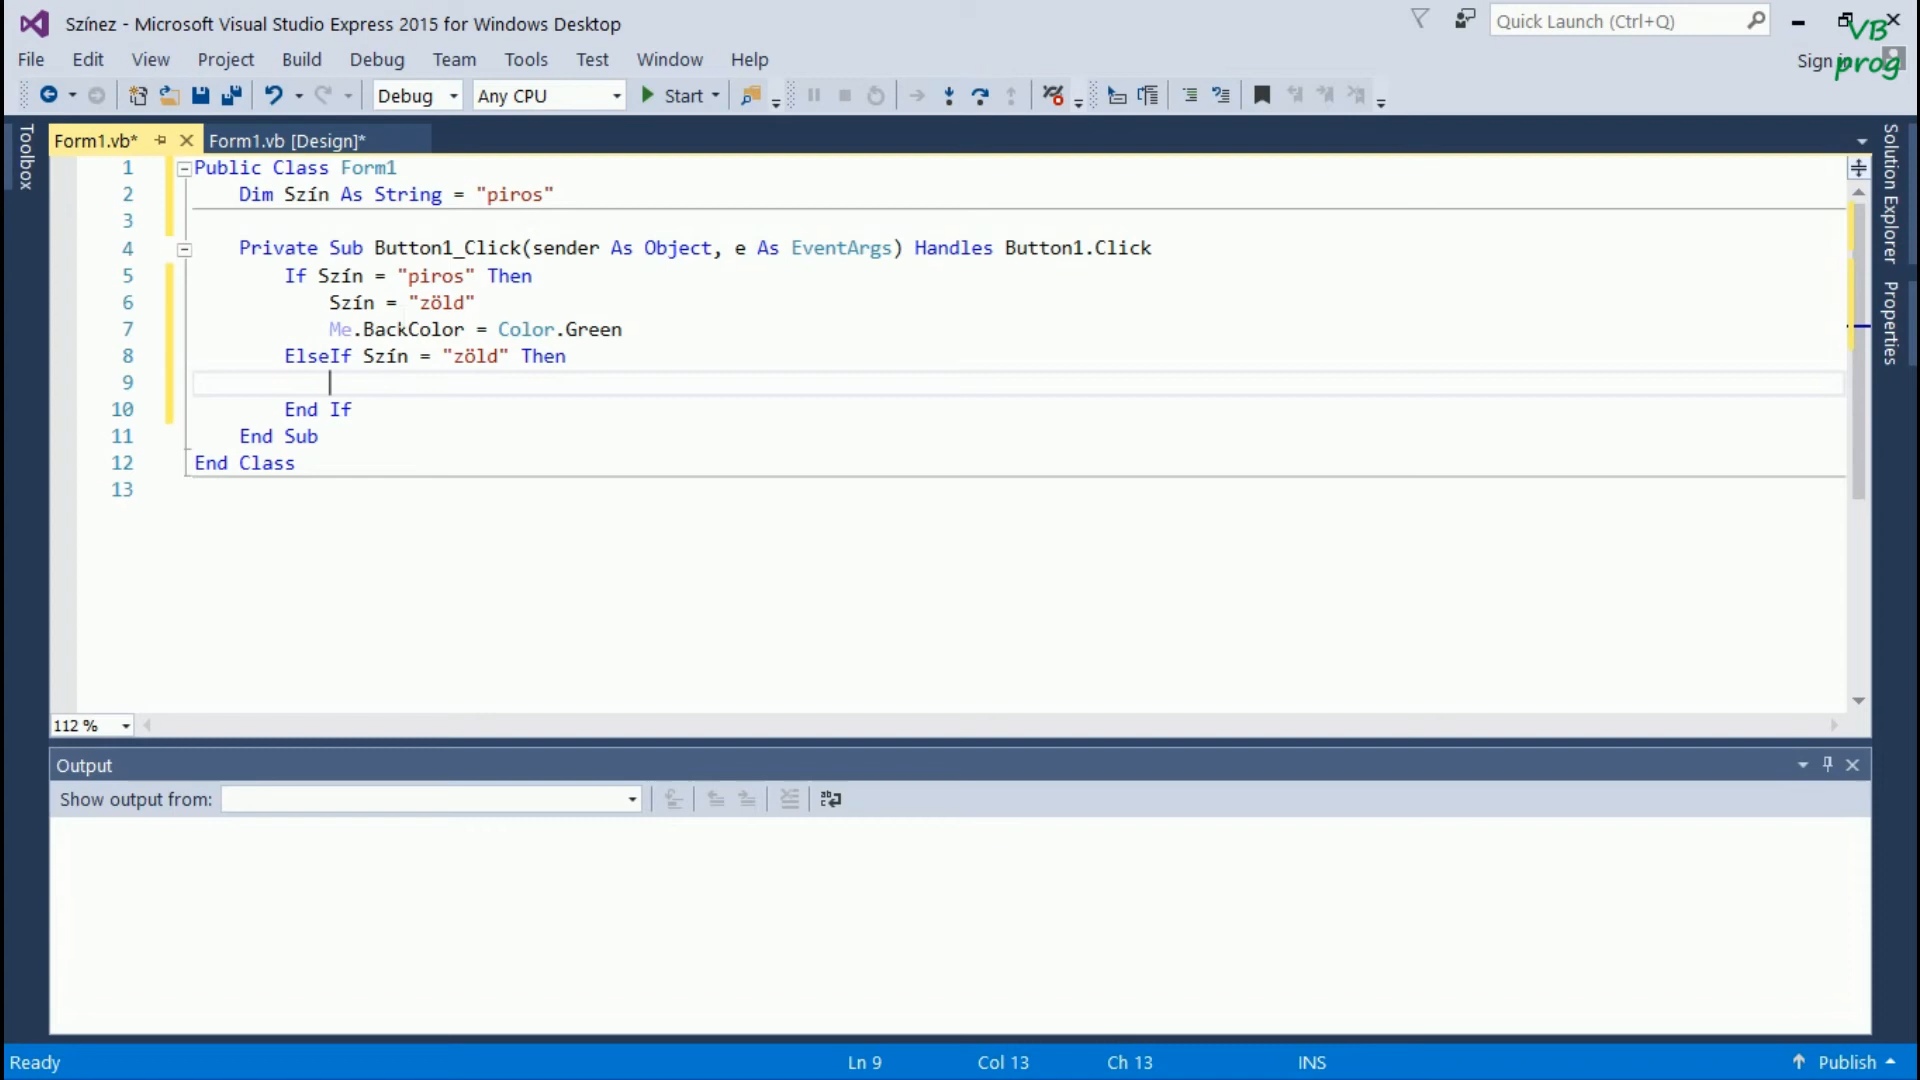 Színez - Microsoft Visual Studio Express 2015 for Windows Desktop
Quick Launch (Ctrl+Q)
VB
prog
File Edit View Project Build Debug Team Tools Test Window Help
Sign in
Debug Any CPU Start
Toolbox
Form1.vb* Form1.vb [Design]*
Solution Explorer
Properties
1 Public Class Form1
2 Dim Szín As String = "piros"
3
4 Private Sub Button1_Click(sender As Object, e As EventArgs) Handles Button1.Click
5 If Szín = "piros" Then
6 Szín = "zöld"
7 Me.BackColor = Color.Green
8 ElseIf Szín = "zöld" Then
9
10 End If
11 End Sub
12 End Class
13
112 %
Output
Show output from:
Ready Ln 9 Col 13 Ch 13 INS Publish